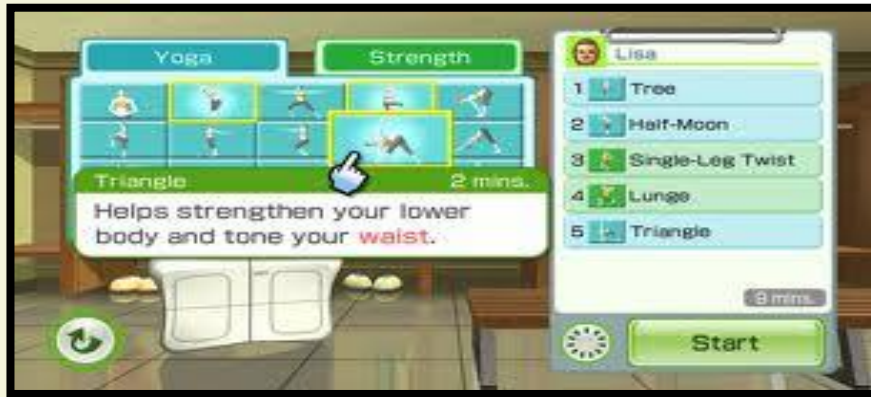 Yoga
Strength
Triangle 2 mins.
Helps strengthen your lower
body and tone your waist.
Lisa
1 Tree
2 Half-Moon
3 Single-Leg Twist
4 Lunge
5 Triangle
9 mins.
Start